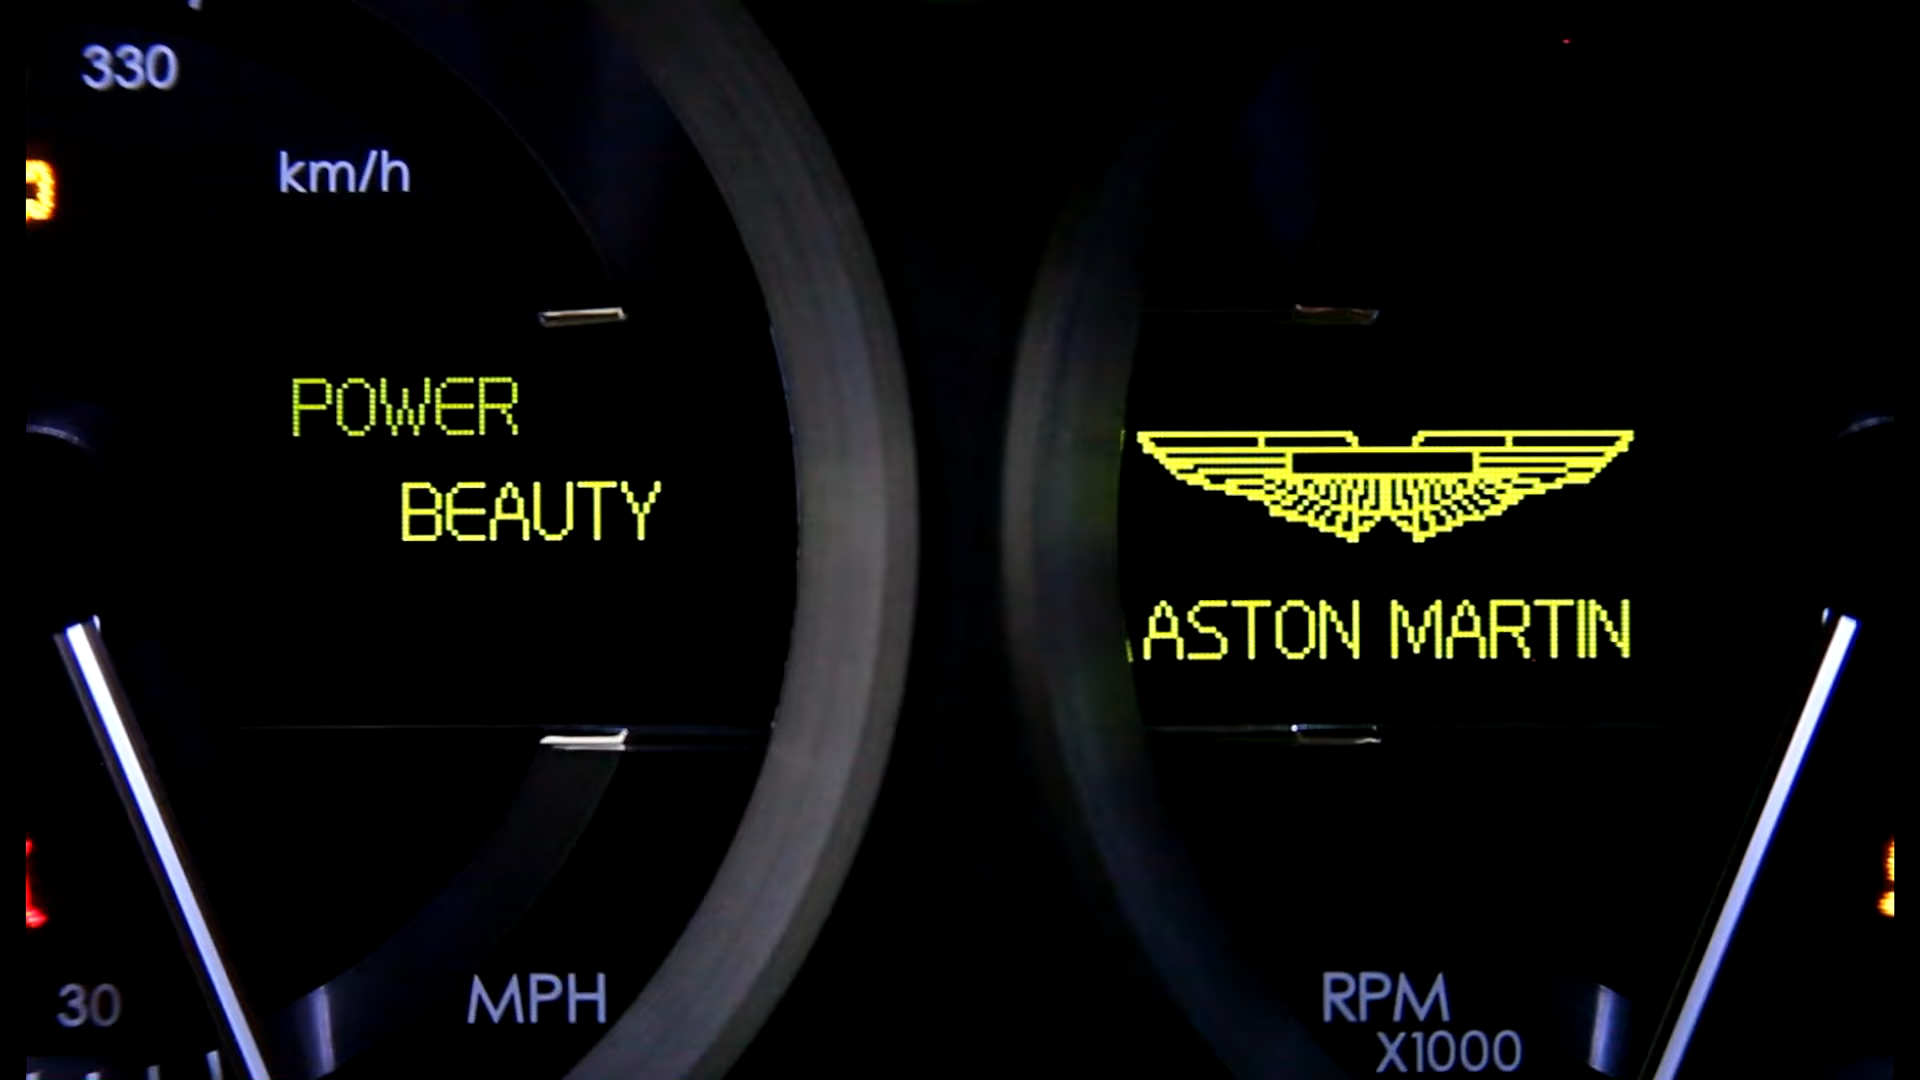 330
km/h
POWER
BEAUTY
ASTON MARTIN
30
MPH
RPM
X1000